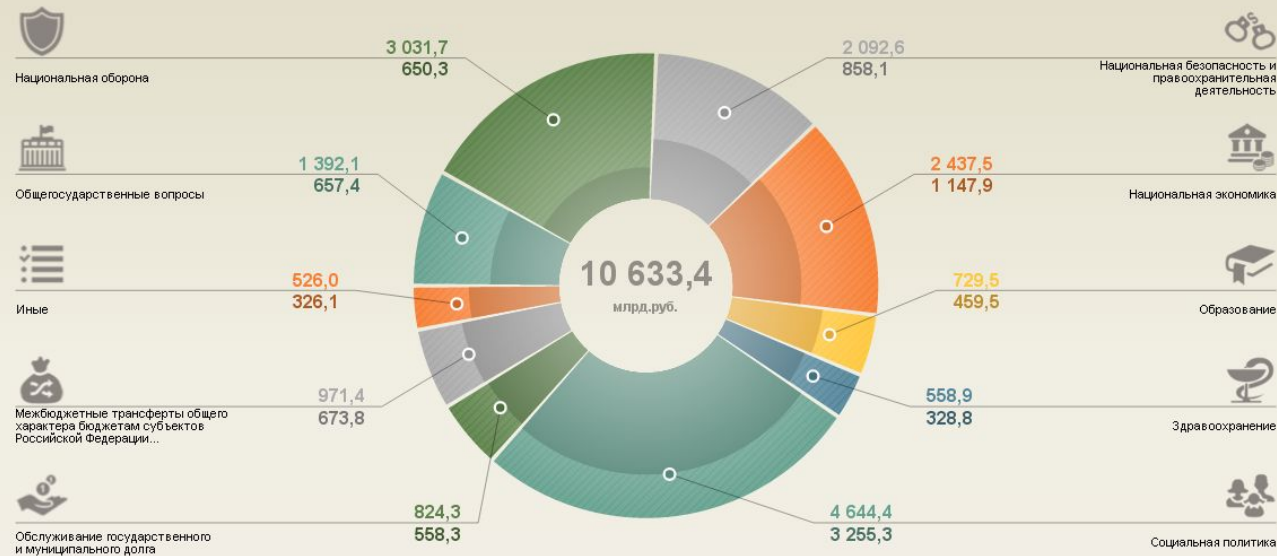 3 031,7
650,3
Национальная оборона
1 392,1
657,4
Общегосударственные вопросы
526,0
326,1
Иные
971,4
673,8
Межбюджетные трансферты общего
характера бюджетам субъектов
Российской Федерации...
824,3
558,3
Обслуживание государственного
и муниципального долга
10 633,4
млрд.руб.
2 092,6
858,1
Национальная безопасность и
правоохранительная
деятельность
2 437,5
1 147,9
Национальная экономика
729,5
459,5
Образование
558,9
328,8
Здравоохранение
4 644,4
3 255,3
Социальная политика